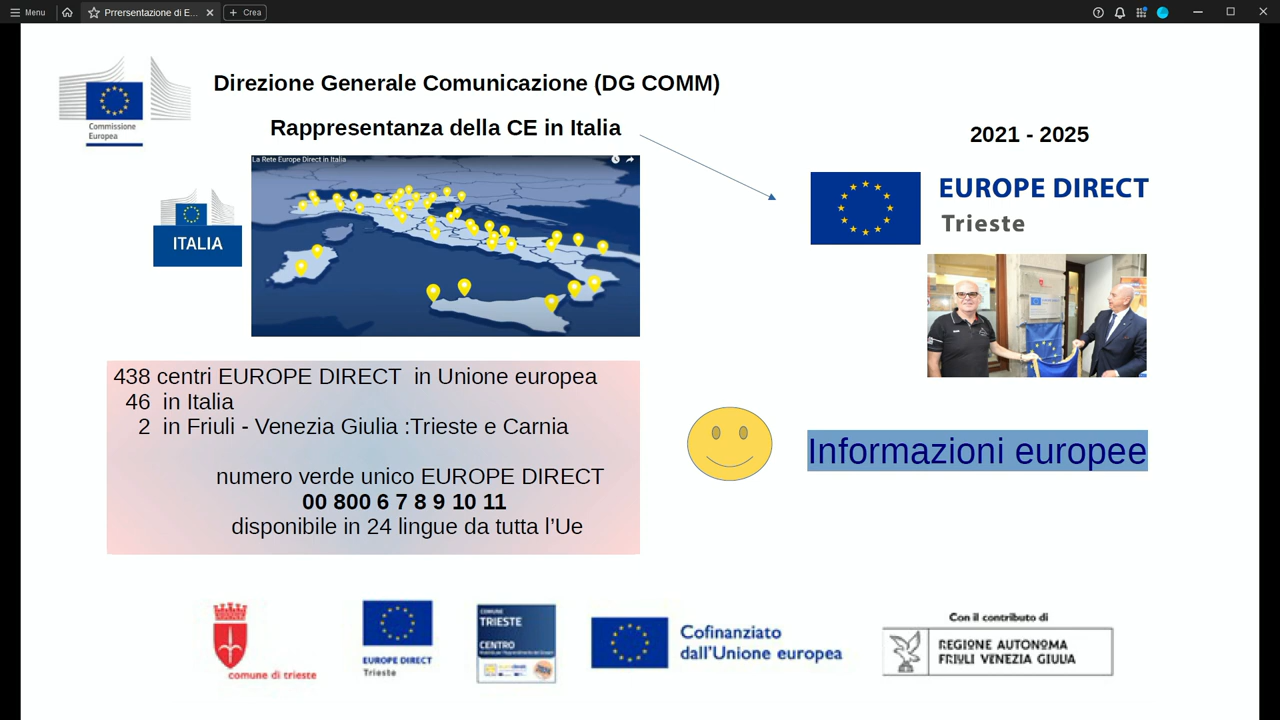 Menu
Prrersentazione di E...
Crea
Direzione Generale Comunicazione (DG COMM)
Commissione
Europea
Rappresentanza della CE in Italia
2021 - 2025
La Rete Europe Direct in Italia
EUROPE DIRECT
Trieste
ITALIA
438 centri EUROPE DIRECT in Unione europea
46 in Italia
2 in Friuli - Venezia Giulia :Trieste e Carnia
numero verde unico EUROPE DIRECT
00 800 6 7 8 9 10 11
disponibile in 24 lingue da tutta l’Ue
Informazioni europee
comune di trieste
EUROPE DIRECT
Trieste
COMUNE
TRIESTE
CENTRO
Cofinanziato
dall'Unione europea
Con il contributo di
REGIONE AUTONOMA
FRIULI VENEZIA GIULIA